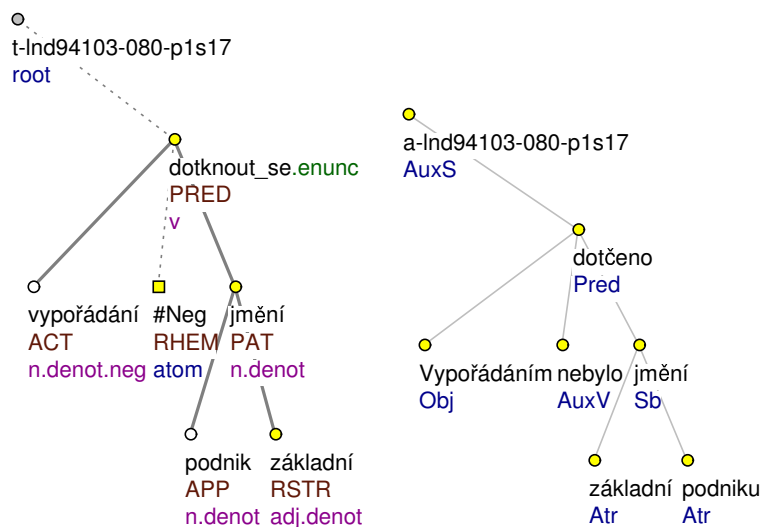 t-lnd94103-080-p1s17
root
dotknout_se.enunc
PRED
v
vypořádání #Neg jmění
ACT RHEM PAT
n.denot.neg atom n.denot
podnik základní
APP RSTR
n.denot adj.denot
a-lnd94103-080-p1s17
AuxS
dotčeno
Pred
Vypořádáním nebylo jmění
Obj AuxV Sb
základní podniku
Atr Atr